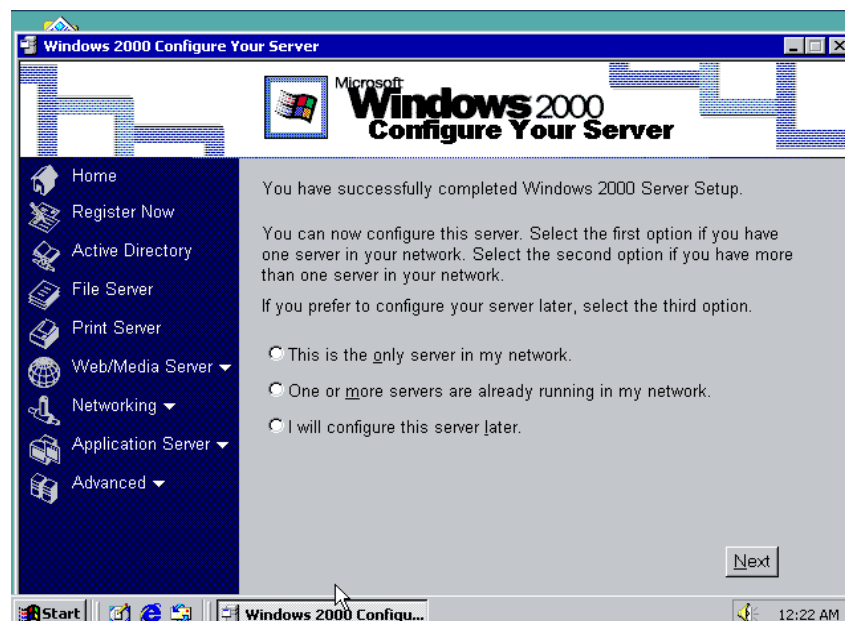 Windows 2000 Configure Your Server
Microsoft
Windows 2000
Configure Your Server
Home
Register Now
Active Directory
File Server
Print Server
Web/Media Server
Networking
Application Server
Advanced
You have successfully completed Windows 2000 Server Setup.
You can now configure this server. Select the first option if you have
one server in your network. Select the second option if you have more
than one server in your network.
If you prefer to configure your server later, select the third option.
This is the only server in my network.
One or more servers are already running in my network.
I will configure this server later.
Next
Start
Windows 2000 Configu...
12:22 AM